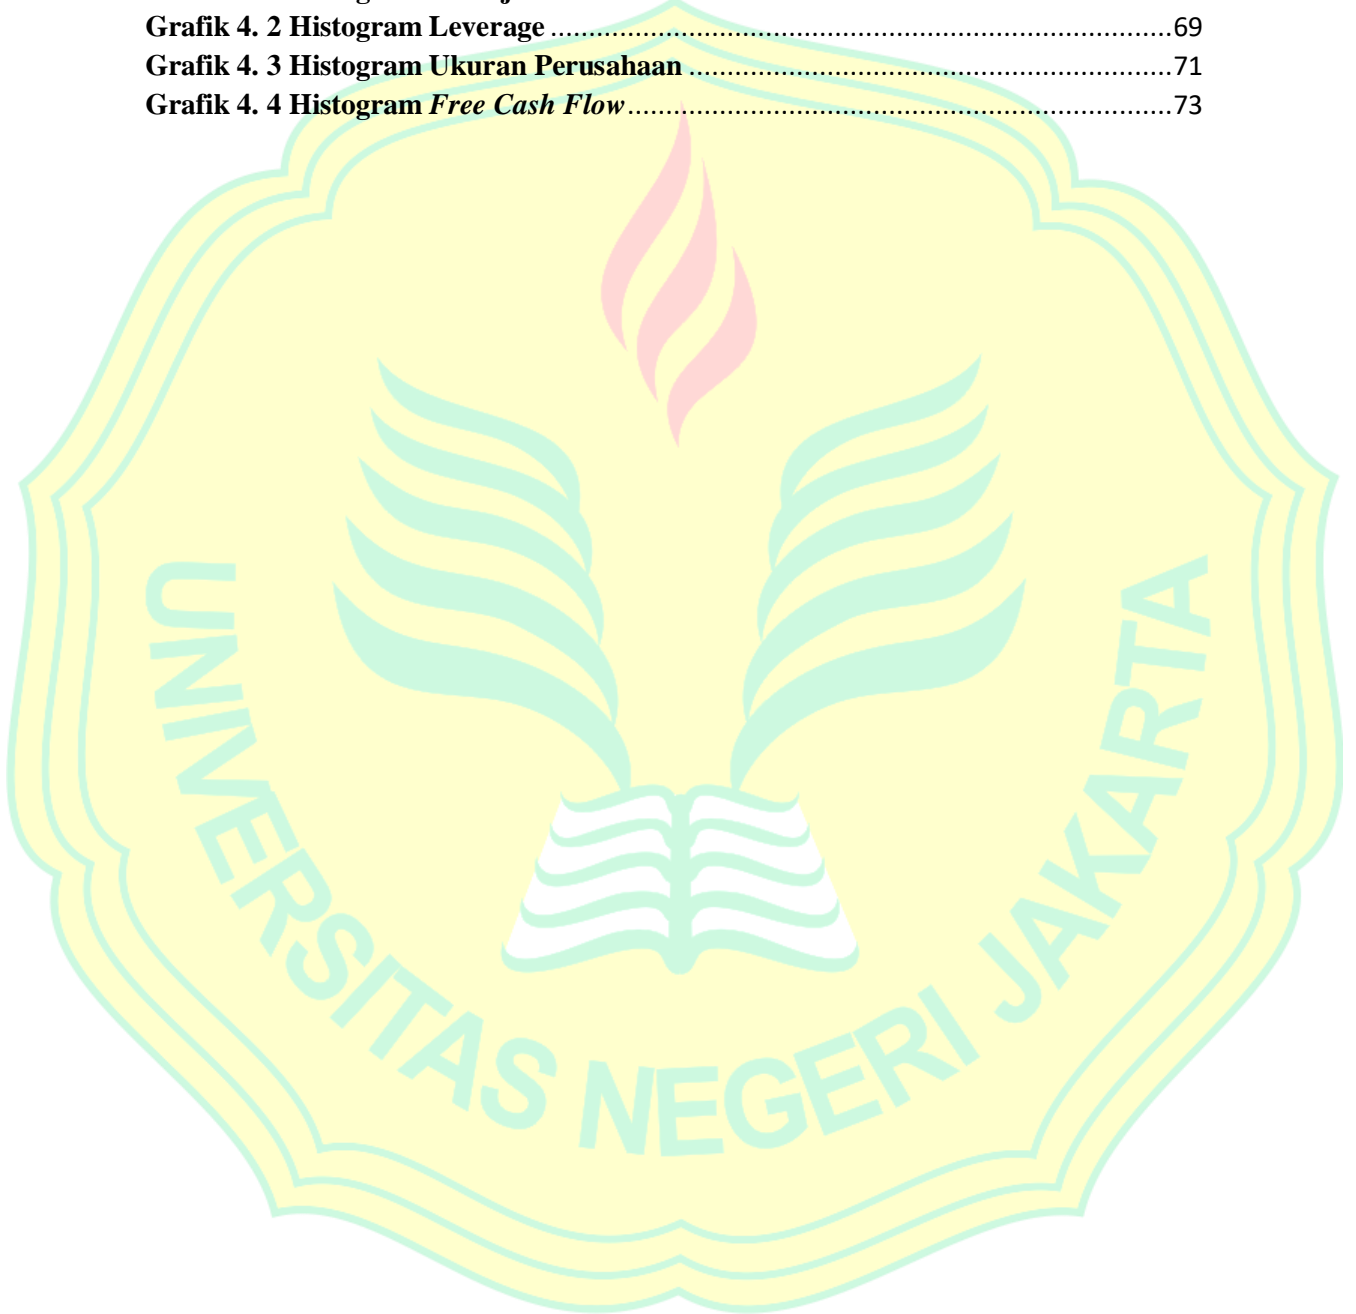 Grafik 4. 2 Histogram Leverage ........................................................................... 69
Grafik 4. 3 Histogram Ukuran Perusahaan .......................................................... 71
Grafik 4. 4 Histogram Free Cash Flow ................................................................. 73
UNIVERSITAS NEGERI JAKARTA